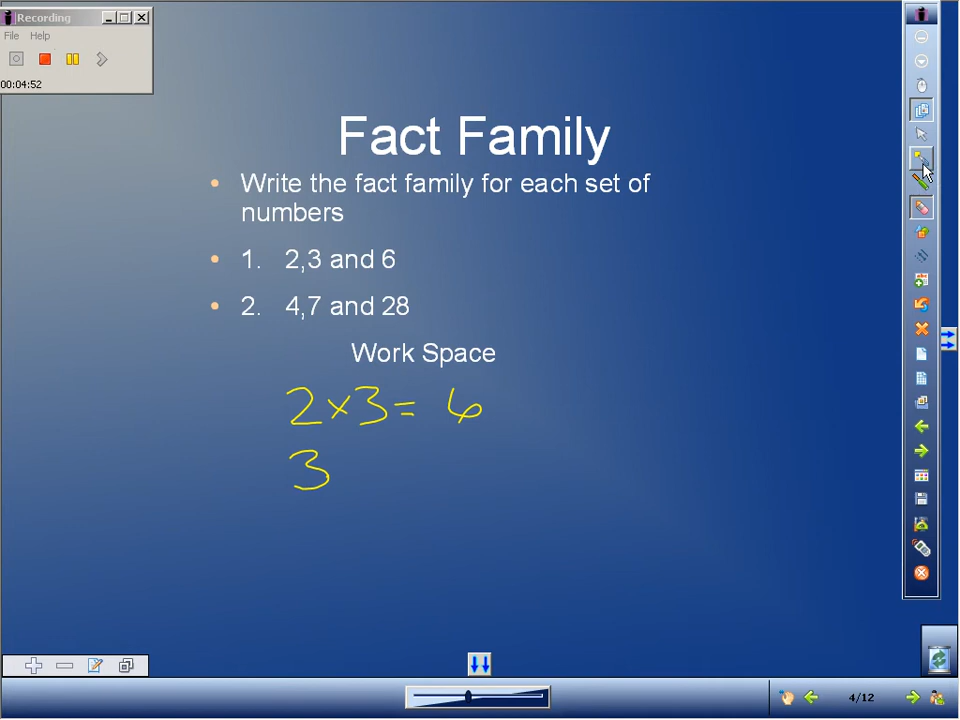 Recording
File Help
00:04:52
Fact Family
• Write the fact family for each set of
numbers
• 1. 2,3 and 6
• 2. 4,7 and 28
Work Space
2×3= 6
3
4/12